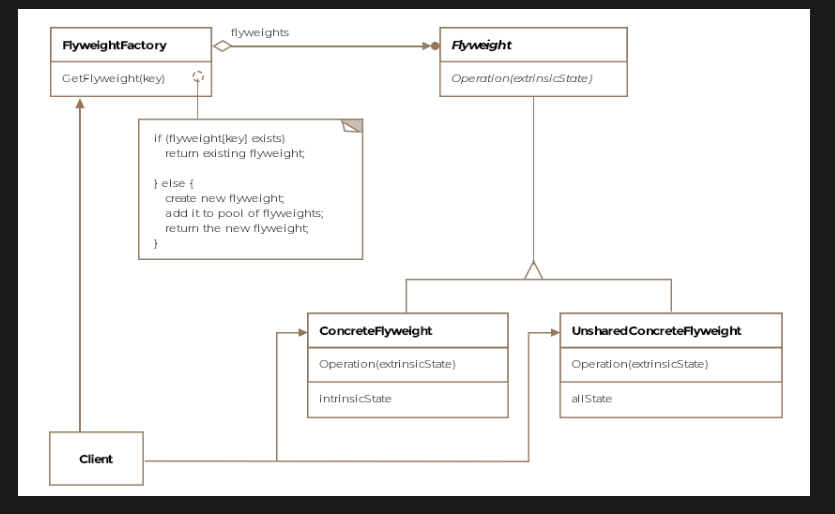 flyweights
FlyweightFactory
GetFlyweight(key)
Flyweight
Operation(extrinsicState)
if (flyweight[key] exists)
return existing flyweight;
} else {
create new flyweight;
add it to pool of flyweights;
return the new flyweight;
}
ConcreteFlyweight
Operation(extrinsicState)
intrinsicState
UnsharedConcreteFlyweight
Operation(extrinsicState)
allState
Client